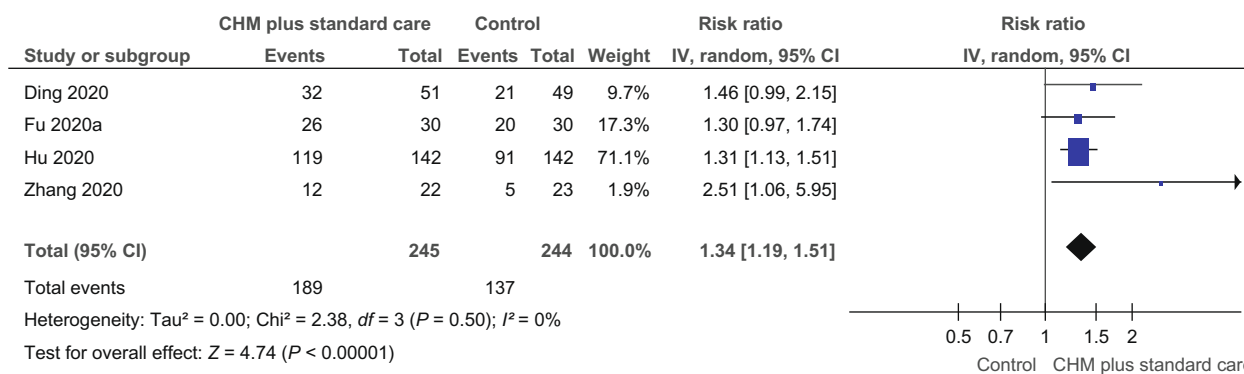 CHM plus standard care Control Risk ratio Risk ratio
Study or subgroup Events Total Events Total Weight IV, random, 95% CI IV, random, 95% CI
Ding 2020 32 51 21 49 9.7% 1.46 [0.99, 2.15]
Fu 2020a 26 30 20 30 17.3% 1.30 [0.97, 1.74]
Hu 2020 119 142 91 142 71.1% 1.31 [1.13, 1.51]
Zhang 2020 12 22 5 23 1.9% 2.51 [1.06, 5.95]
Total (95% CI) 245 244 100.0% 1.34 [1.19, 1.51]
Total events 189 137
Heterogeneity: Tau² = 0.00; Chi² = 2.38, df = 3 (P = 0.50); I² = 0%
Test for overall effect: Z = 4.74 (P < 0.00001)
0.5 0.7 1 1.5 2
Control CHM plus standard care